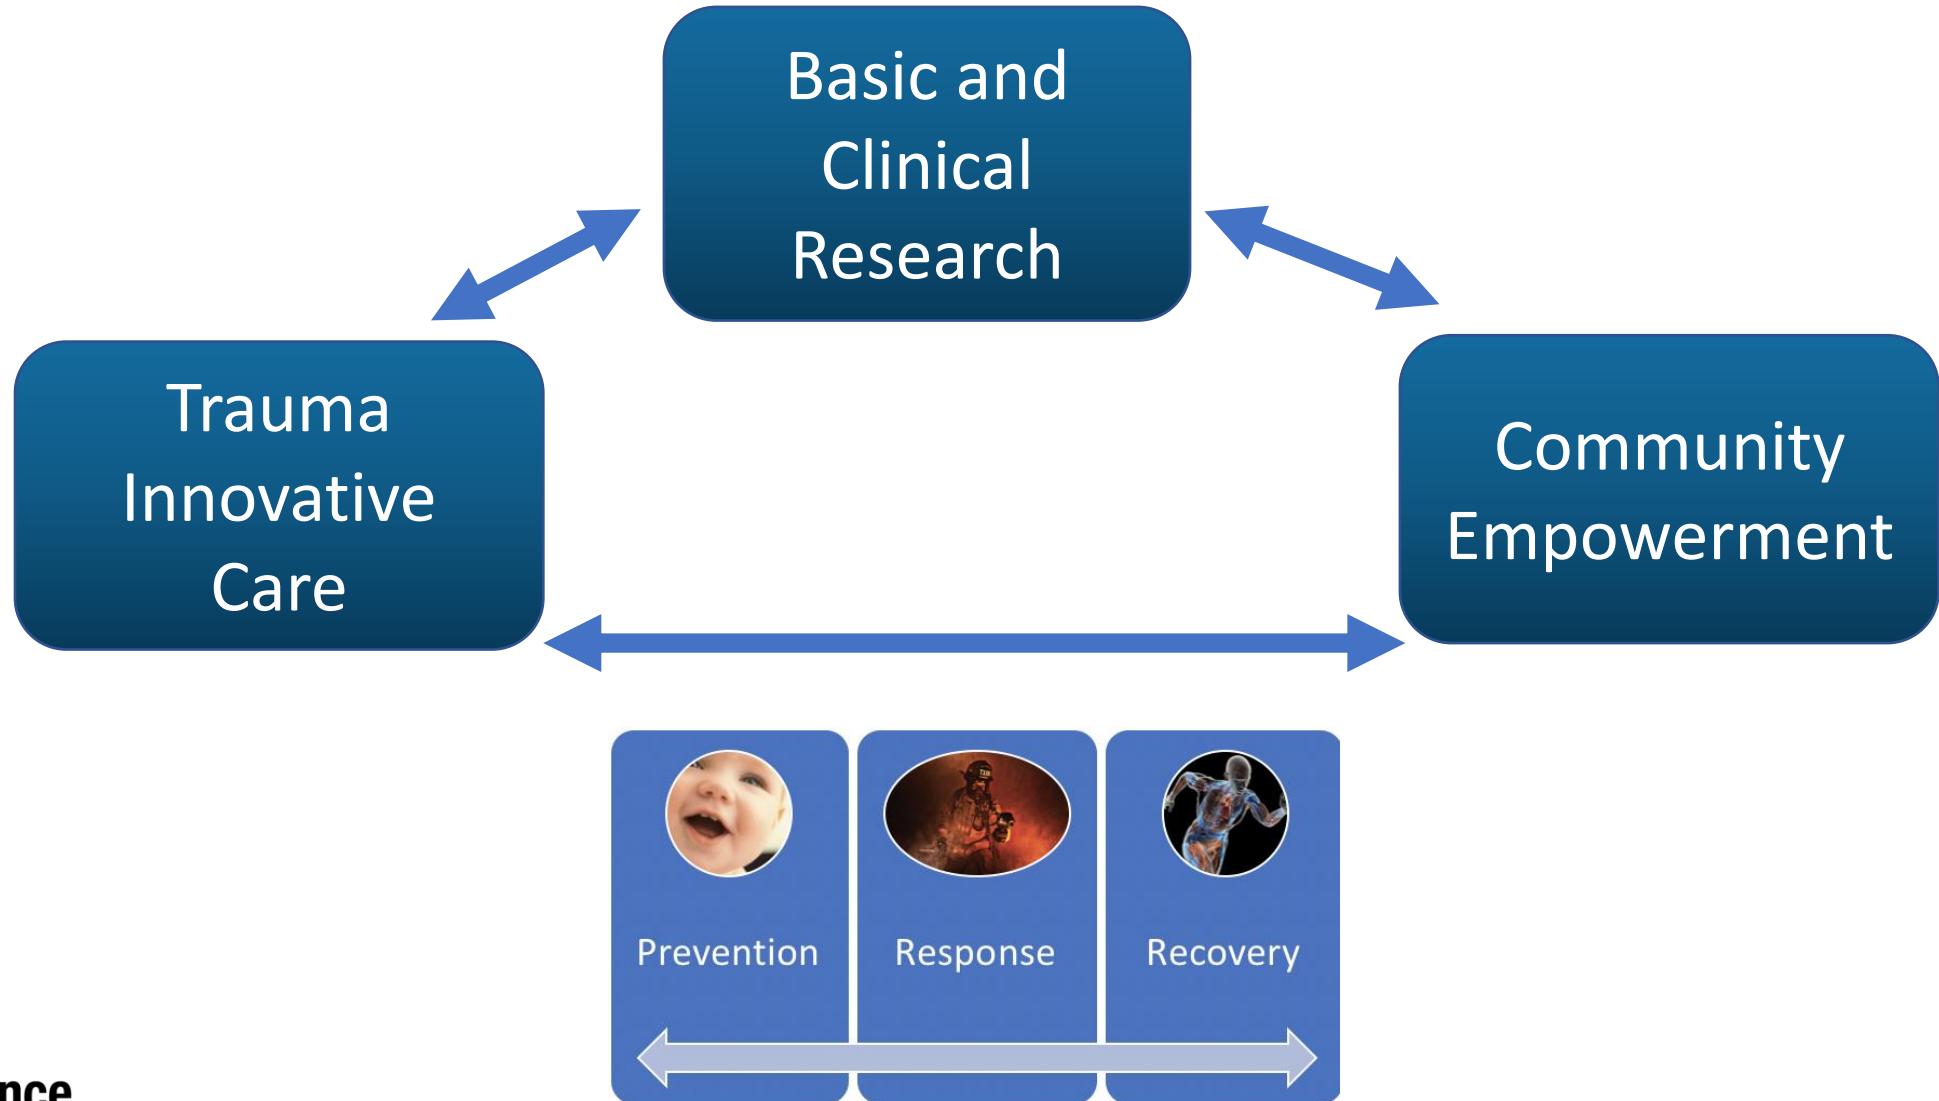 Basic and
Clinical
Research
Trauma
Innovative
Care
Community
Empowerment
Prevention
Response
Recovery